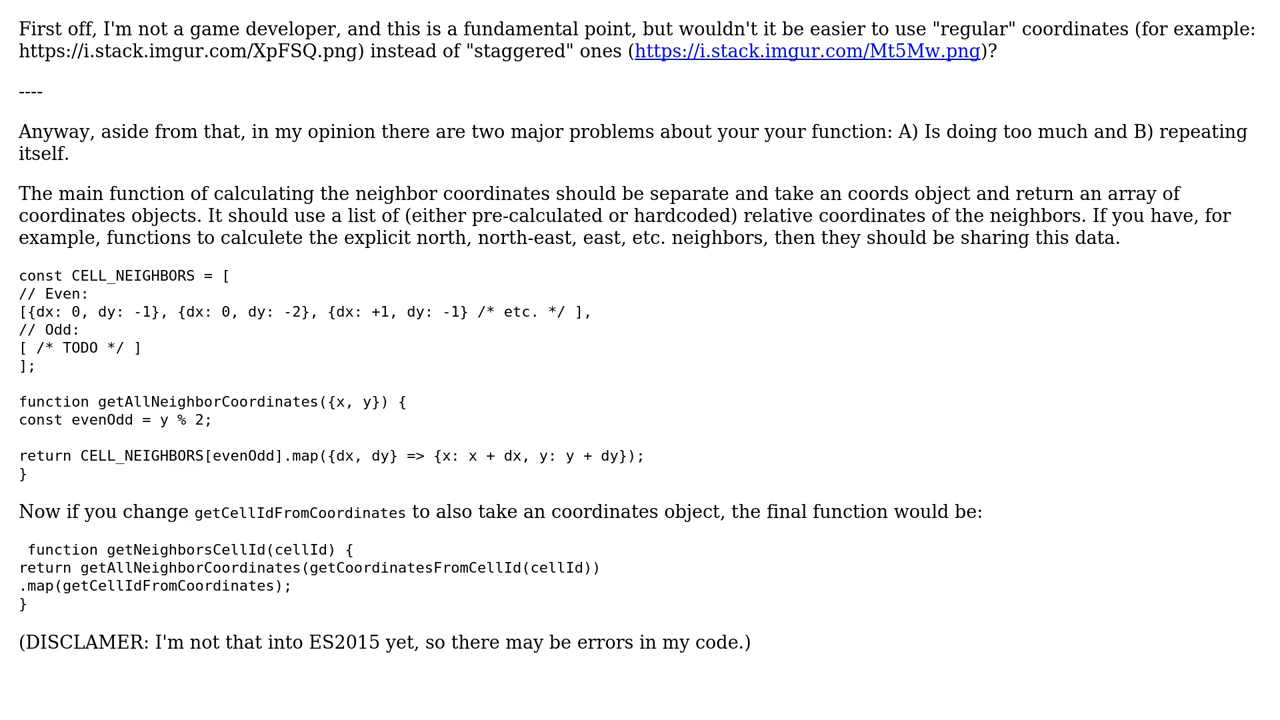 First off, I'm not a game developer, and this is a fundamental point, but wouldn't it be easier to use "regular" coordinates (for example:
https://i.stack.imgur.com/XpFSQ.png) instead of "staggered" ones (https://i.stack.imgur.com/Mt5Mw.png)?
----
Anyway, aside from that, in my opinion there are two major problems about your your function: A) Is doing too much and B) repeating
itself.
The main function of calculating the neighbor coordinates should be separate and take an coords object and return an array of
coordinates objects. It should use a list of (either pre-calculated or hardcoded) relative coordinates of the neighbors. If you have, for
example, functions to calculete the explicit north, north-east, east, etc. neighbors, then they should be sharing this data.
const CELL_NEIGHBORS = [
// Even:
[{dx: 0, dy: -1}, {dx: 0, dy: -2}, {dx: +1, dy: -1} /* etc. */ ],
// Odd:
[ /* TODO */ ]
];
function getAllNeighborCoordinates({x, y}) {
const evenOdd = y % 2;
return CELL_NEIGHBORS[evenOdd].map({dx, dy} => {x: x + dx, y: y + dy});
}
Now if you change getCellIdFromCoordinates to also take an coordinates object, the final function would be:
function getNeighborsCellId(cellId) {
return getAllNeighborCoordinates(getCoordinatesFromCellId(cellId))
.map(getCellIdFromCoordinates);
}
(DISCLAMER: I'm not that into ES2015 yet, so there may be errors in my code.)